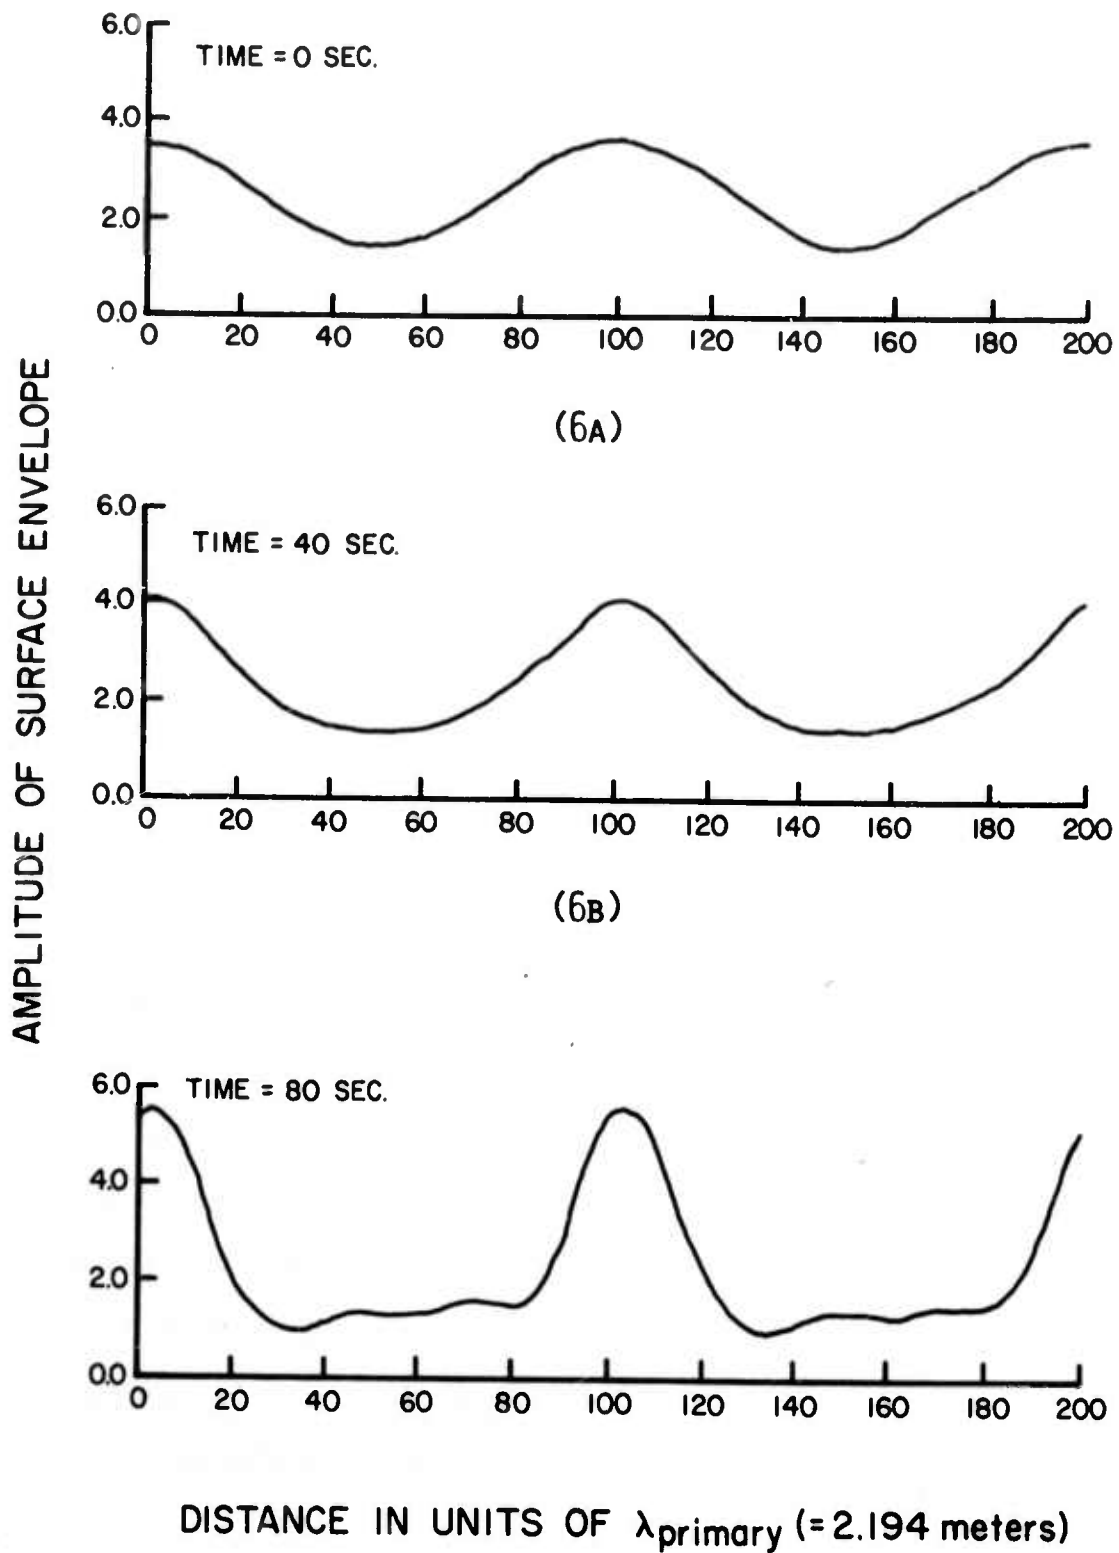 AMPLITUDE OF SURFACE ENVELOPE
6.0
TIME = 0 SEC.
4.0
2.0
0.0
0 20 40 60 80 100 120 140 160 180 200
(6A)
6.0
TIME = 40 SEC.
4.0
2.0
0.0
0 20 40 60 80 100 120 140 160 180 200
(6B)
6.0
TIME = 80 SEC.
4.0
2.0
0.0
0 20 40 60 80 100 120 140 160 180 200
DISTANCE IN UNITS OF λprimary (= 2.194 meters)